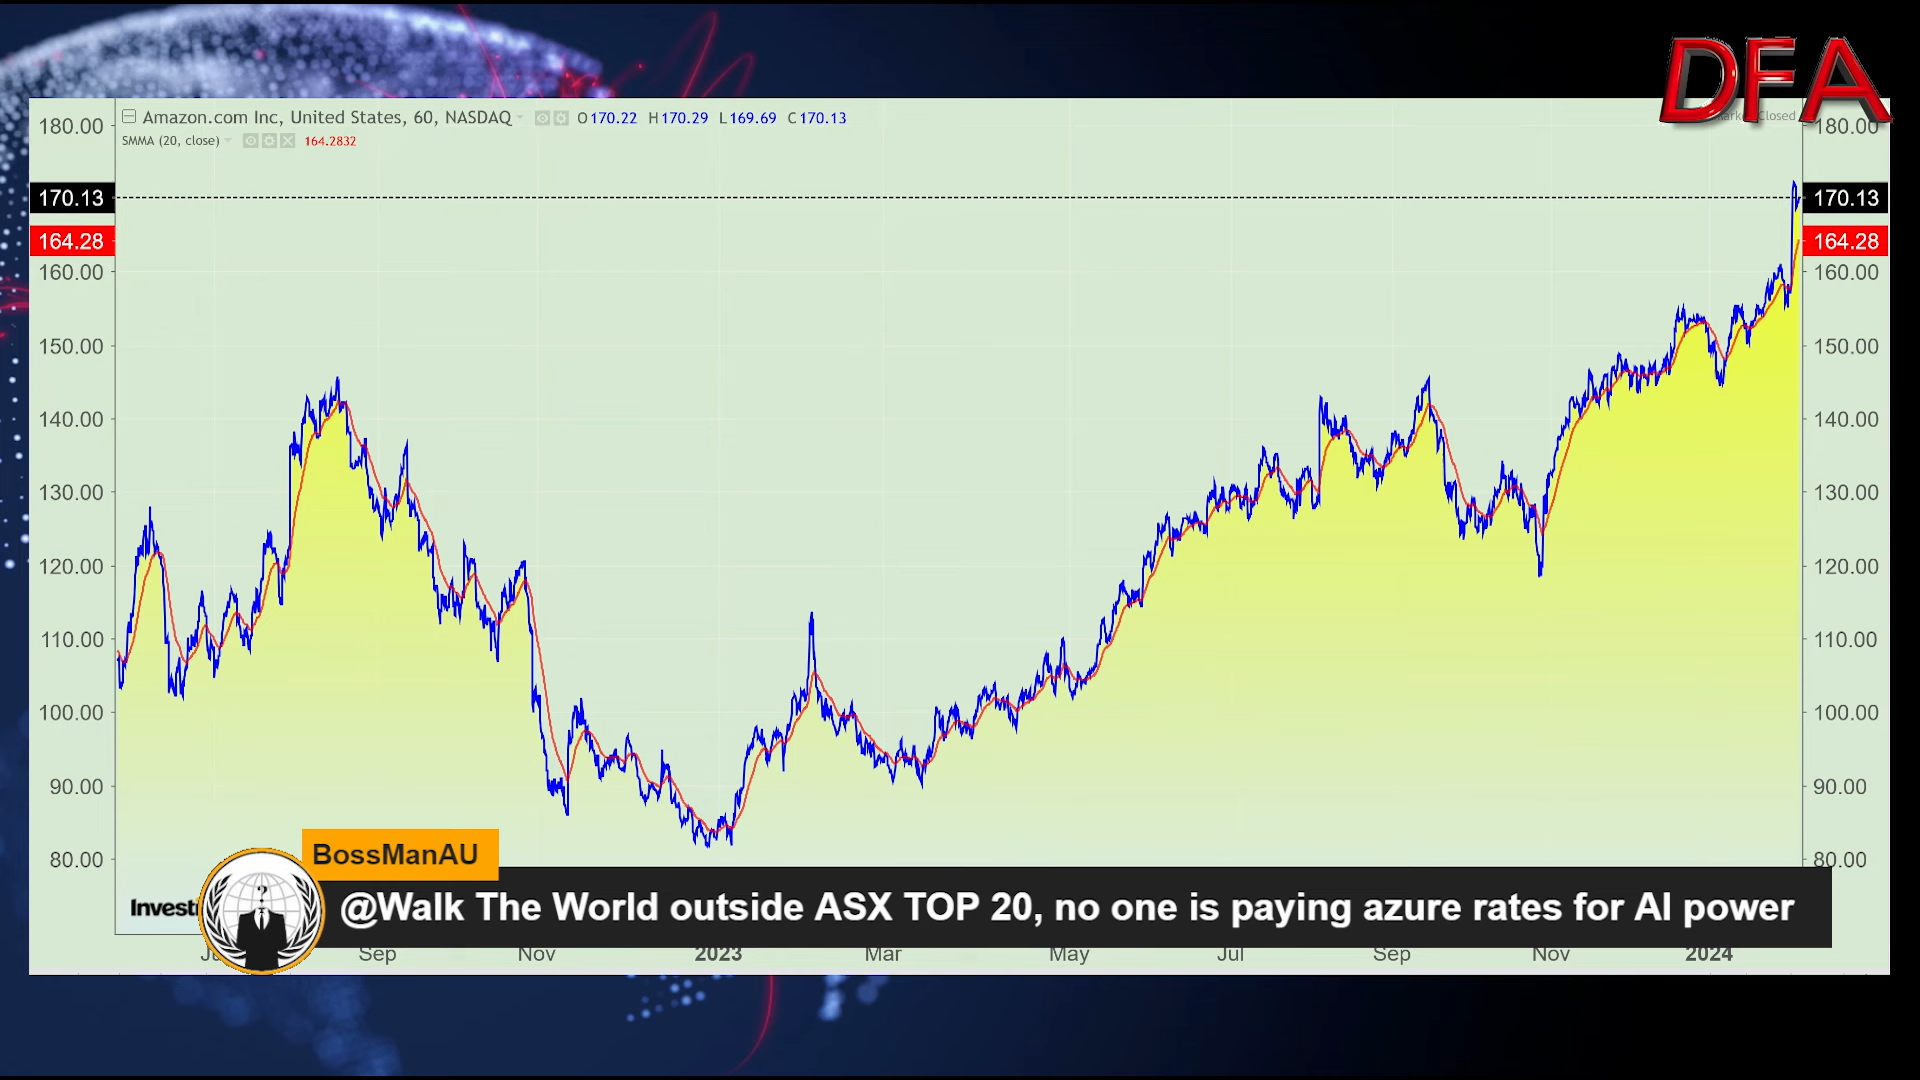 DFA
Amazon.com Inc, United States, 60, NASDAQ O170.22 H170.29 L169.69 C170.13
Closed
SMMA (20, close) 164.2832
180.00 180.00
170.13 170.13
164.28 164.28
160.00 160.00
150.00 150.00
140.00 140.00
130.00 130.00
120.00 120.00
110.00 110.00
100.00 100.00
90.00 90.00
80.00 80.00
BossManAU
@Walk The World outside ASX TOP 20, no one is paying azure rates for AI power
Sep Nov 2023 Mar May Jul Sep Nov 2024